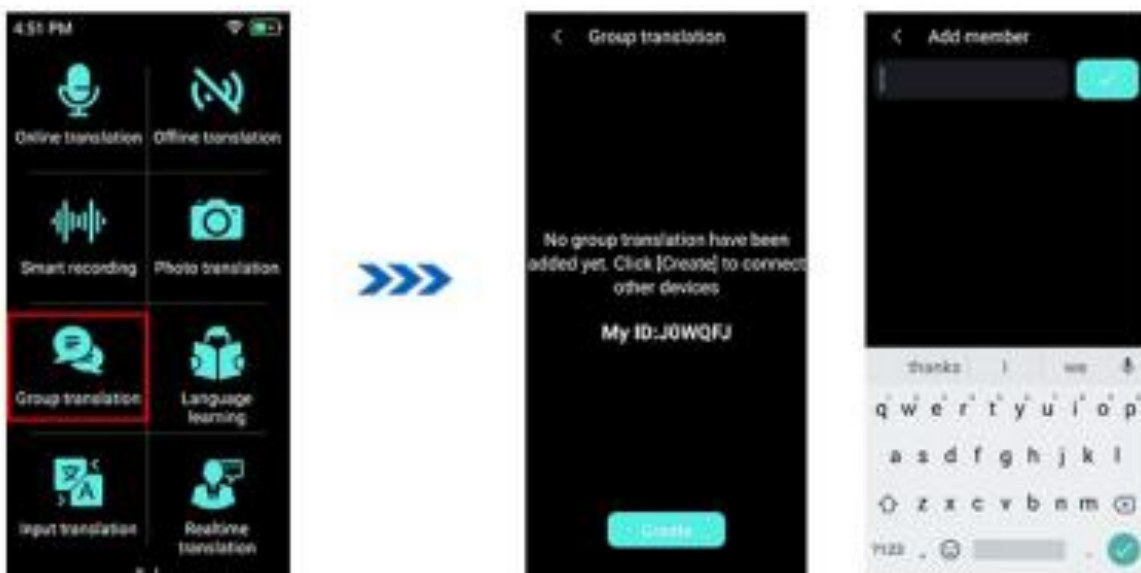 4:51 PM
Online translation
Offline translation
Smart recording
Photo translation
Group translation
Language
learning
Input translation
Realtime
translation
Group translation
No group translation have been
added yet. Click [Create] to connect
other devices
My ID:J0WQFJ
Create
Add member
thanks I we
q w e r t y u i o p
a s d f g h j k l
z x c v b n m
?123 , .